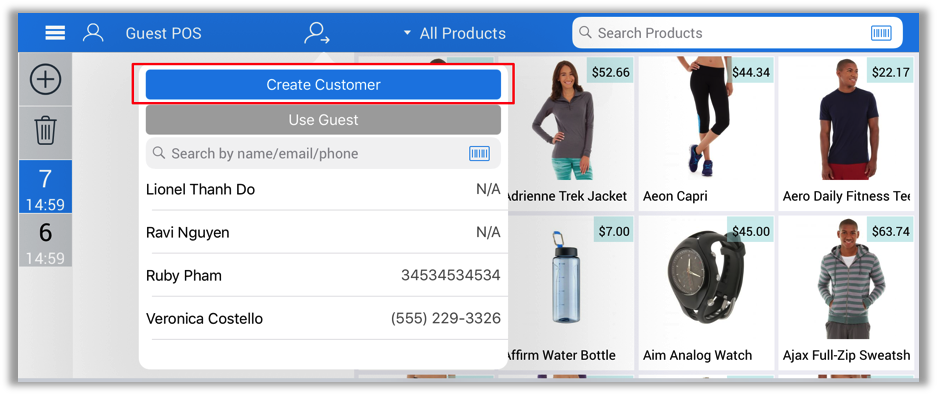 Guest POS
All Products
Search Products
7
14:59
6
14:59
Create Customer
Use Guest
Search by name/email/phone
Lionel Thanh Do N/A
Ravi Nguyen N/A
Ruby Pham 34534534534
Veronica Costello (555) 229-3326
$52.66
$44.34
$22.17
Adrienne Trek Jacket
Aeon Capri
Aero Daily Fitness Tee
$7.00
$45.00
$63.74
Affirm Water Bottle
Aim Analog Watch
Ajax Full-Zip Sweatsh